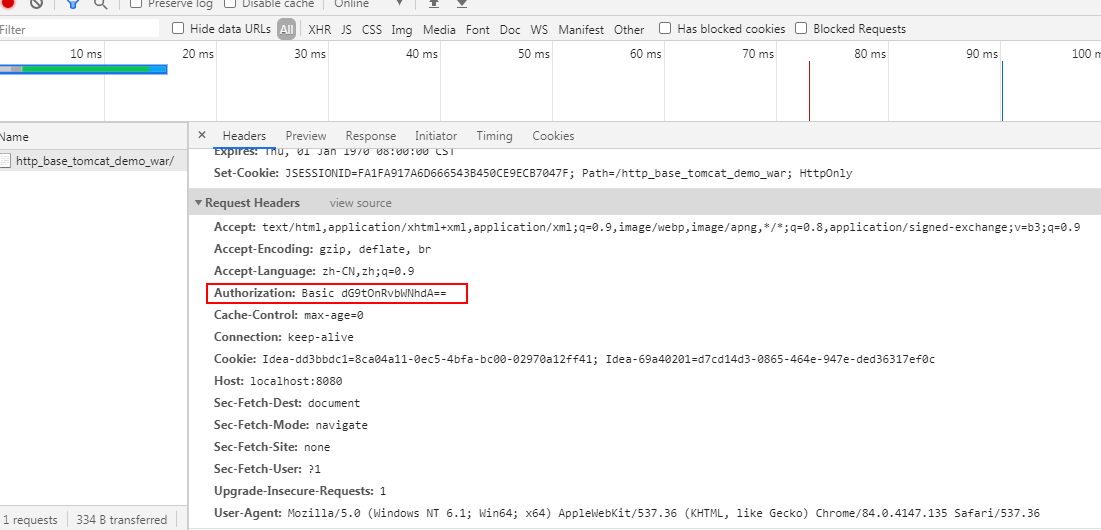 Preserve log Disable cache Online
Filter Hide data URLs All XHR JS CSS Img Media Font Doc WS Manifest Other Has blocked cookies Blocked Requests
10 ms 20 ms 30 ms 40 ms 50 ms 60 ms 70 ms 80 ms 90 ms 100 ms
Name × Headers Preview Response Initiator Timing Cookies
http_base_tomcat_demo_war/
Expires: Thu, 01 Jan 1970 08:00:00 CST
Set-Cookie: JSESSIONID=FA1FA917A6D666543B450CE9ECB7047F; Path=/http_base_tomcat_demo_war; HttpOnly
Request Headers view source
Accept: text/html,application/xhtml+xml,application/xml;q=0.9,image/webp,image/apng,*/*;q=0.8,application/signed-exchange;v=b3;q=0.9
Accept-Encoding: gzip, deflate, br
Accept-Language: zh-CN,zh;q=0.9
Authorization: Basic dG9tOnRvbWNhdA==
Cache-Control: max-age=0
Connection: keep-alive
Cookie: Idea-dd3bbdc1=8ca04a11-0ec5-4bfa-bc00-02970a12ff41; Idea-69a40201=d7cd14d3-0865-464e-947e-ded36317ef0c
Host: localhost:8080
Sec-Fetch-Dest: document
Sec-Fetch-Mode: navigate
Sec-Fetch-Site: none
Sec-Fetch-User: ?1
Upgrade-Insecure-Requests: 1
1 requests 334 B transferred
User-Agent: Mozilla/5.0 (Windows NT 6.1; Win64; x64) AppleWebKit/537.36 (KHTML, like Gecko) Chrome/84.0.4147.135 Safari/537.36